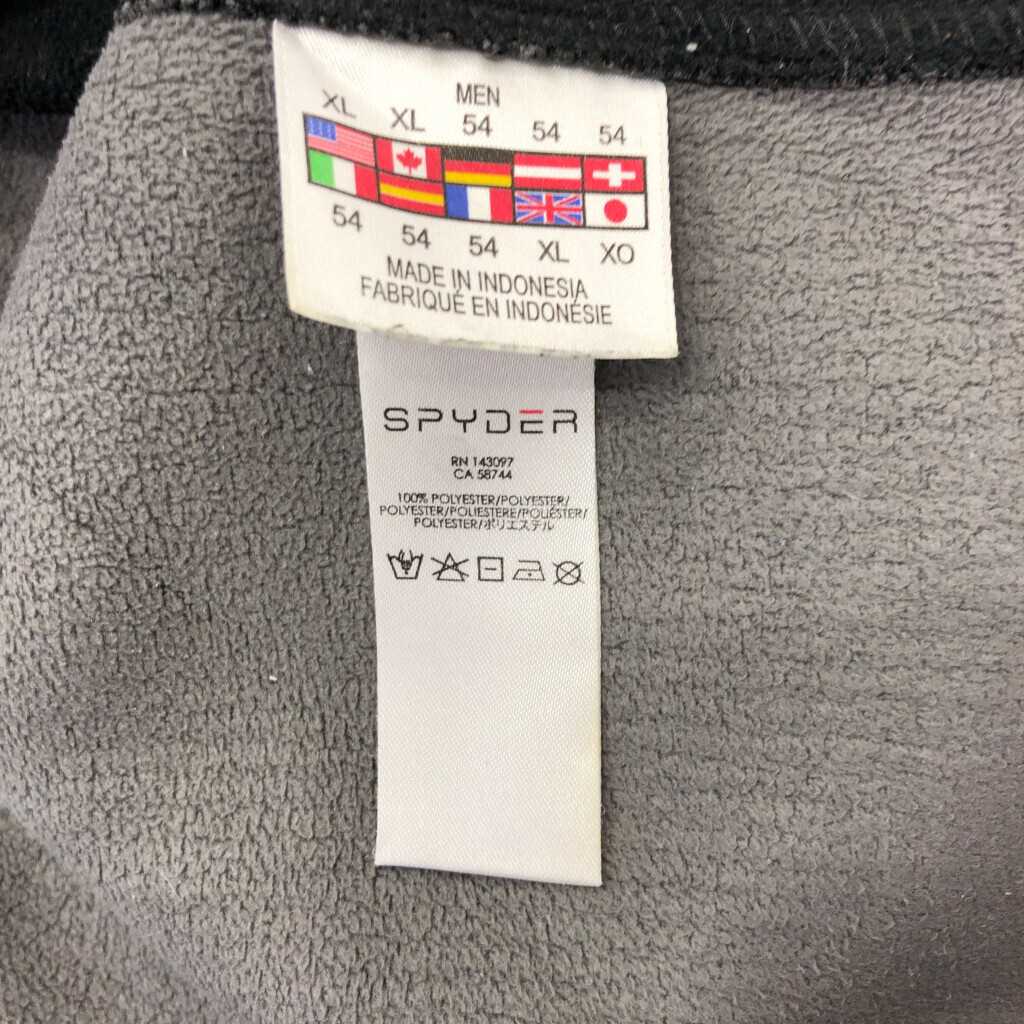 MEN
XL XL 54 54 54
54 54 54 XL XO
MADE IN INDONESIA
FABRIQUÉ EN INDONÉSIE
SPYDER
RN 143097
CA 58744
100% POLYESTER/POLYESTER/
POLYESTER/POLIESTERE/POLIÉSTER/
POLYESTER/ポリエステル